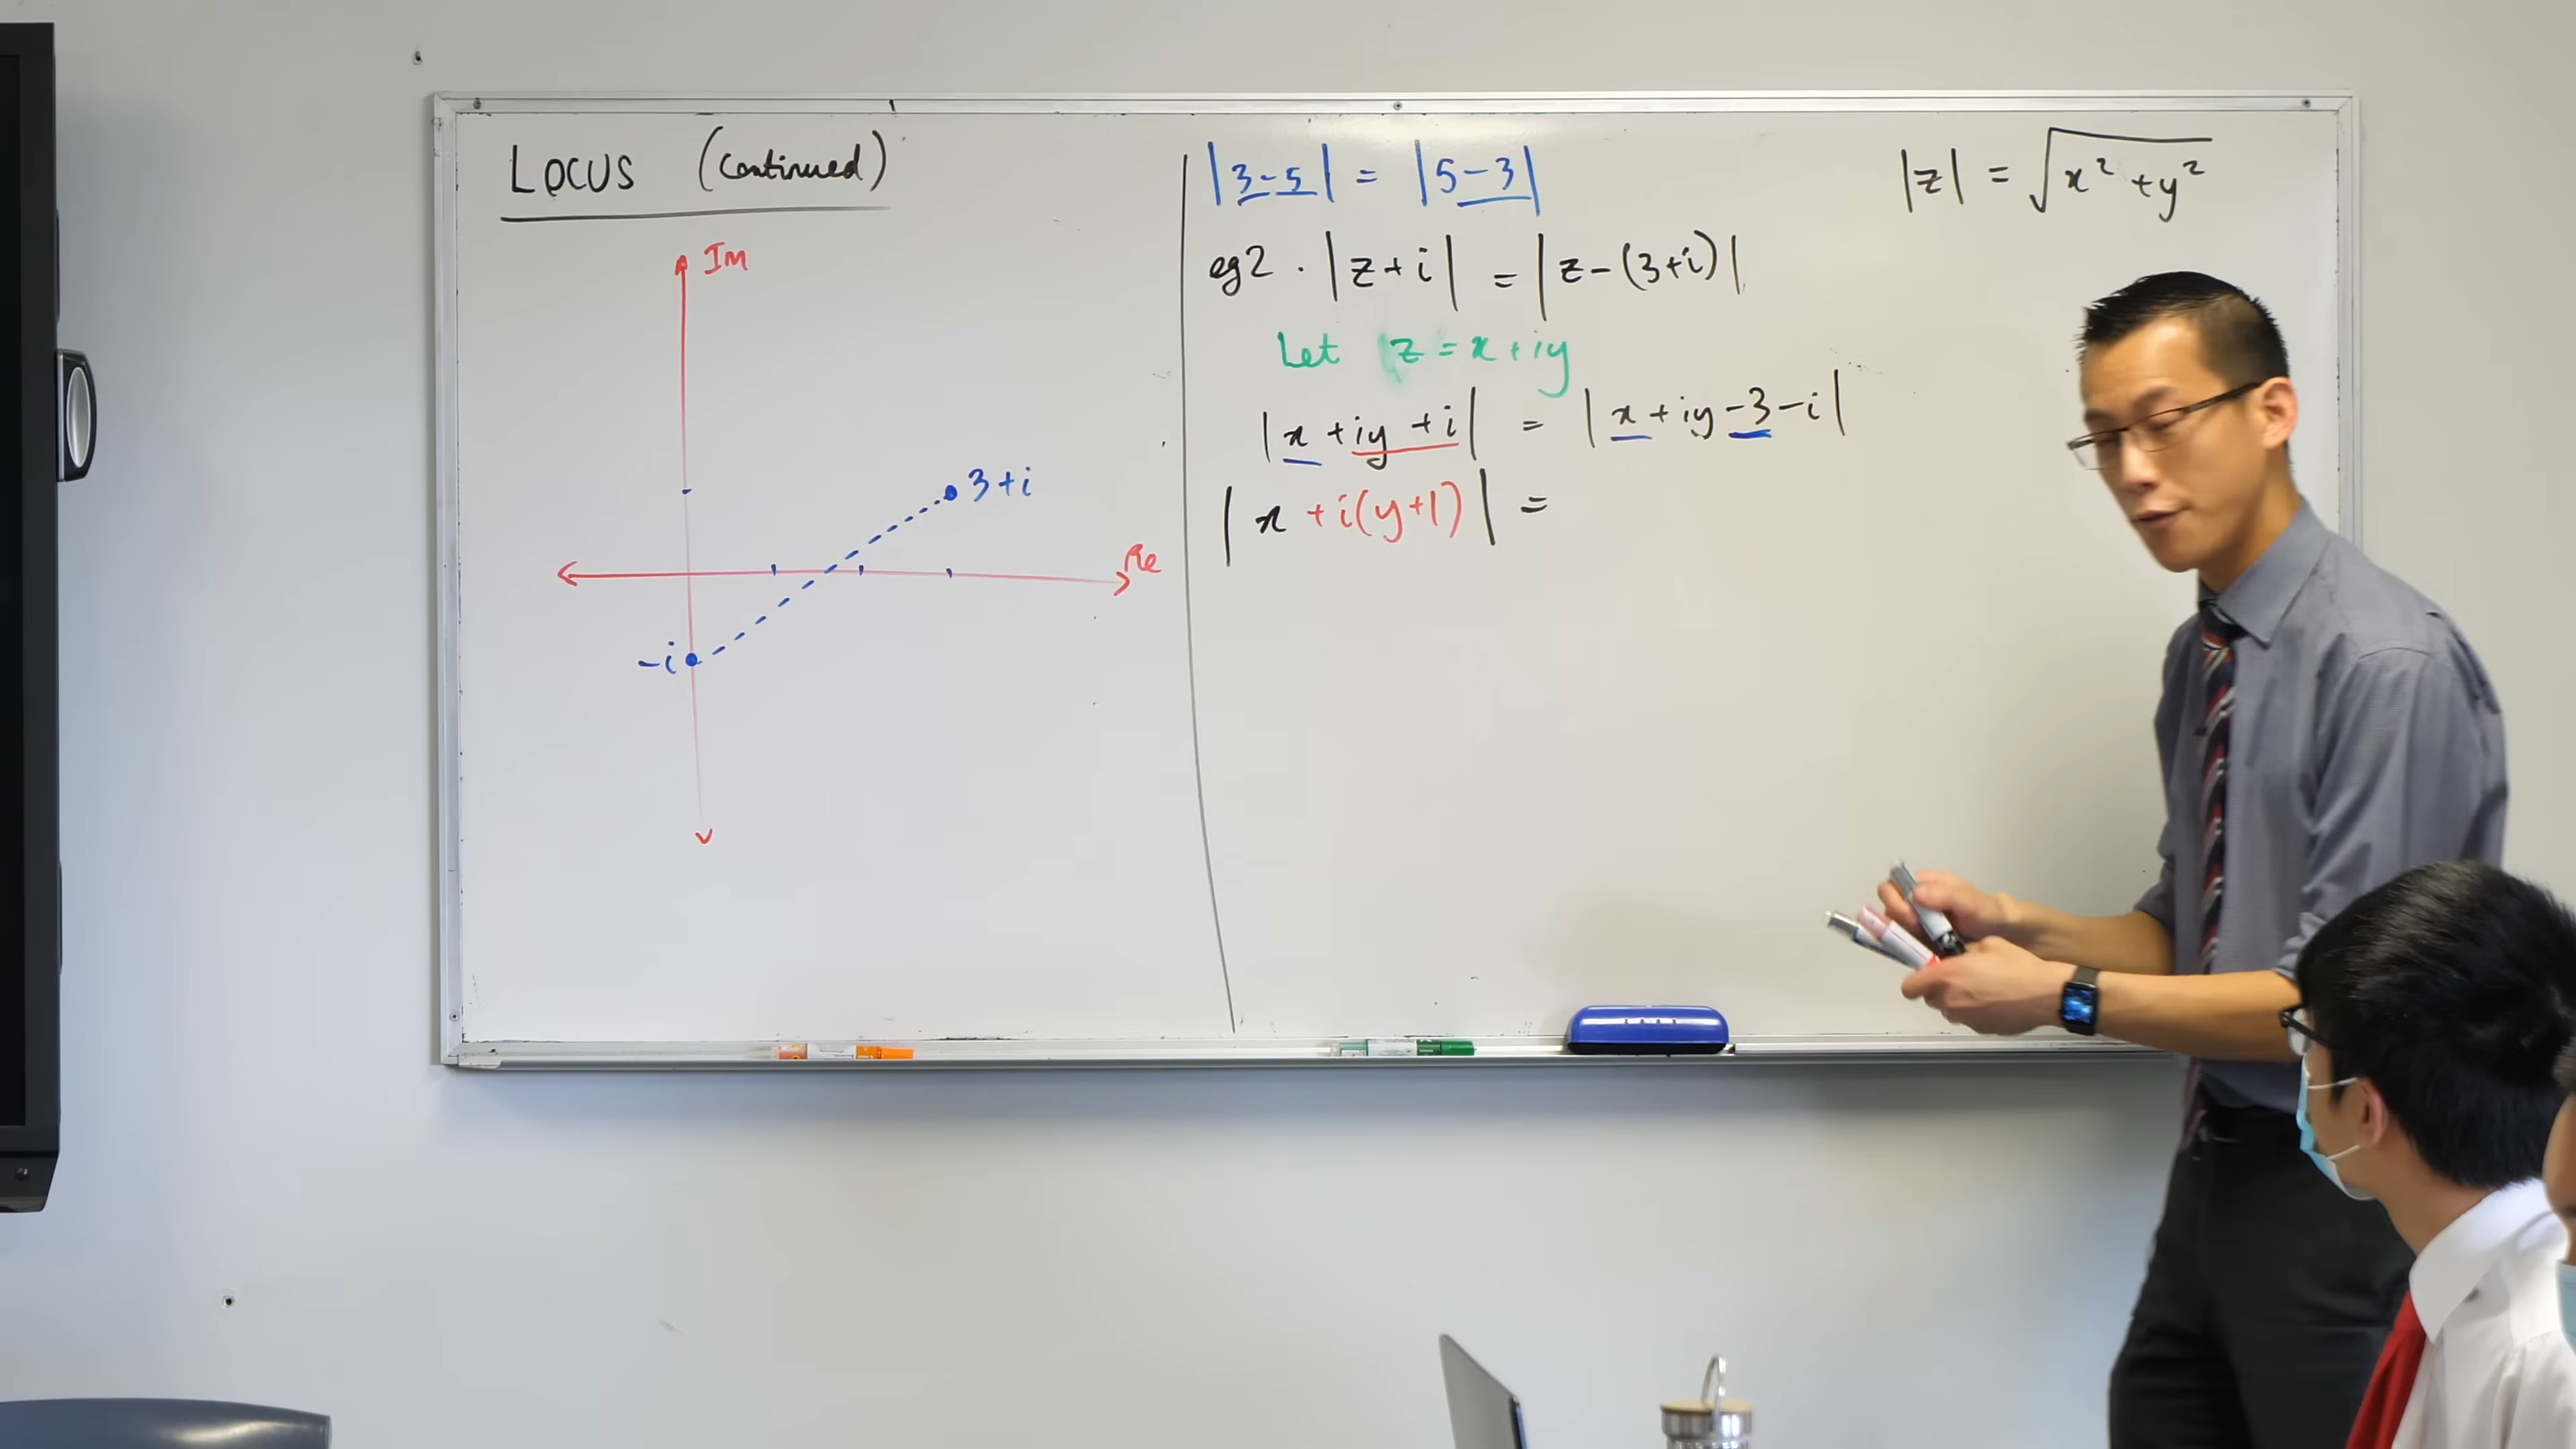 LOCUS (Continued)
Im
3+i
Re
-i
|3-5| = |5-3|
|z| = √x² + y²
eg2 . |z+i| = |z-(3+i)|
Let z = x + iy
|x + iy + i| = |x + iy - 3 - i|
|x + i(y+1)| =